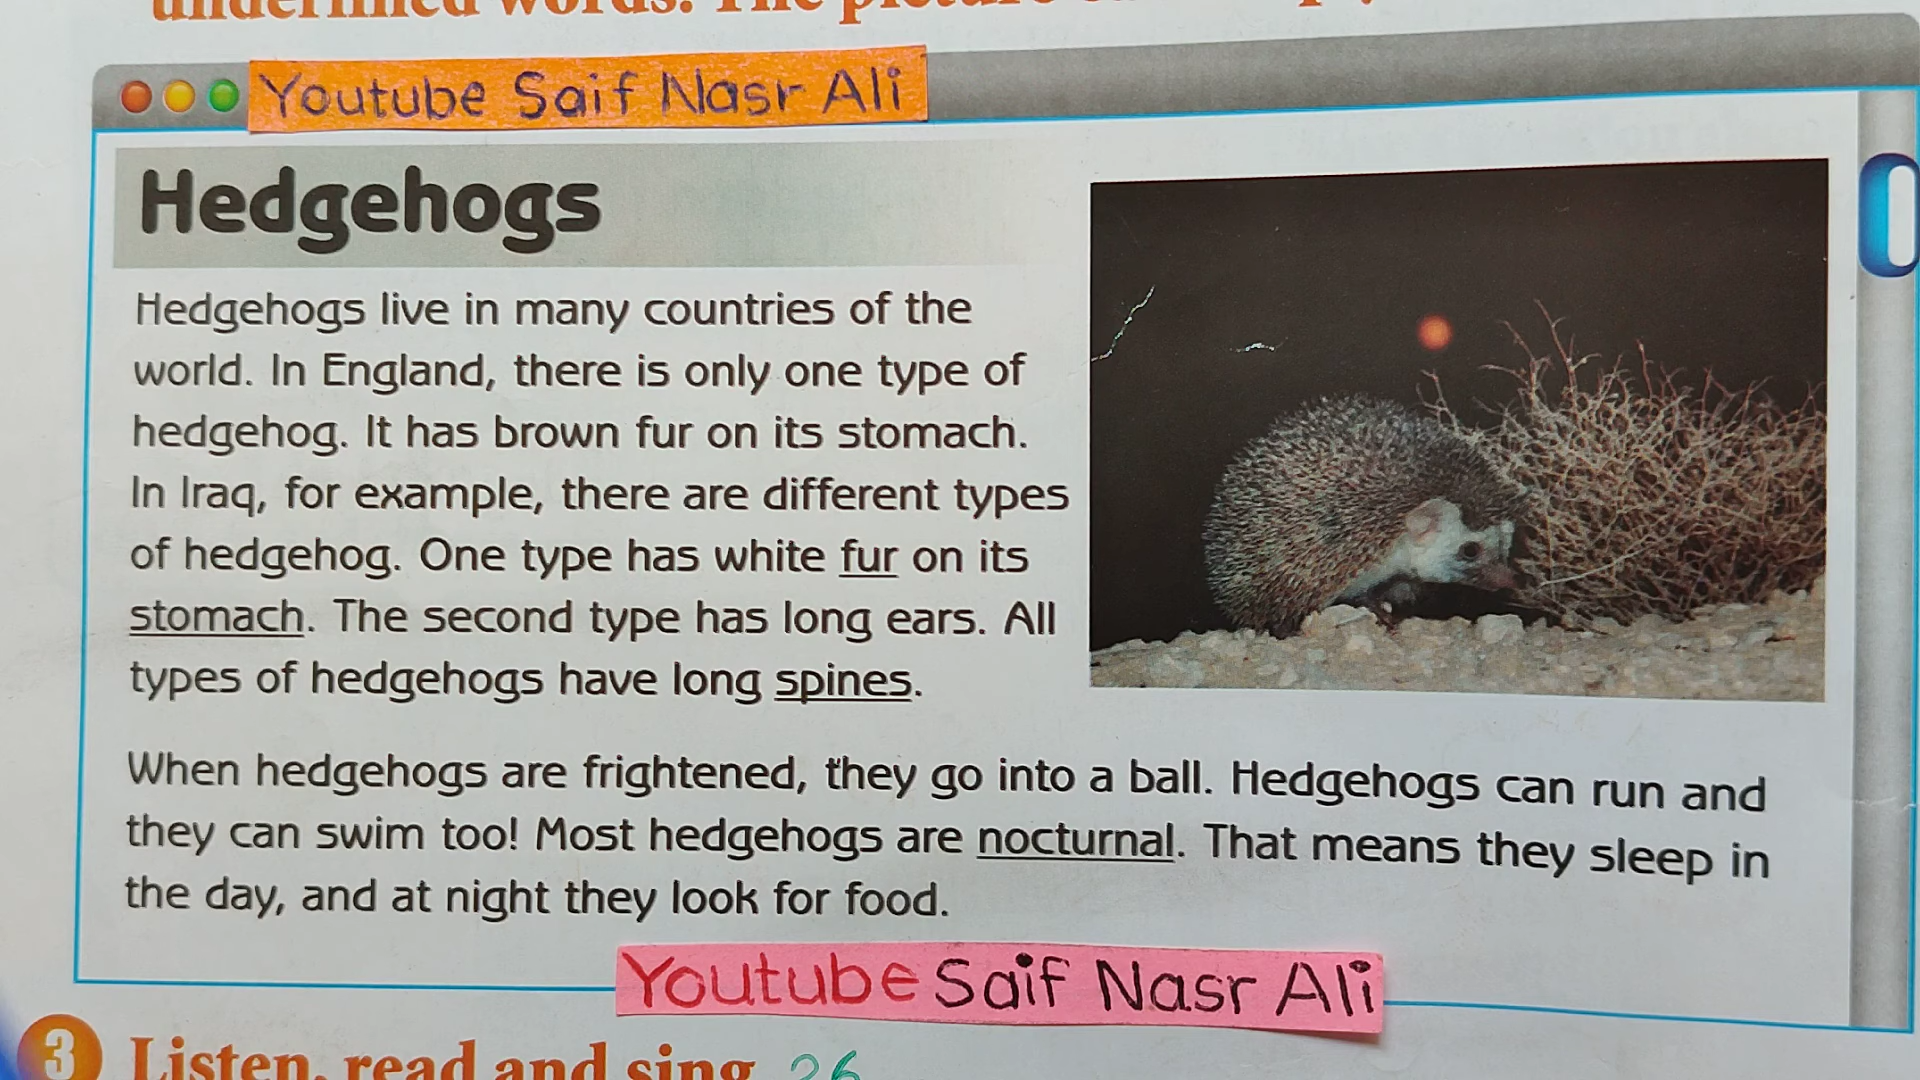 underlined words. The picture
Youtube Saif Nasr Ali
Hedgehogs
Hedgehogs live in many countries of the
world. In England, there is only one type of
hedgehog. It has brown fur on its stomach.
In Iraq, for example, there are different types
of hedgehog. One type has white fur on its
stomach. The second type has long ears. All
types of hedgehogs have long spines.
When hedgehogs are frightened, they go into a ball. Hedgehogs can run and
they can swim too! Most hedgehogs are nocturnal. That means they sleep in
the day, and at night they look for food.
Youtube Saif Nasr Ali
3 Listen, read and sing. 26